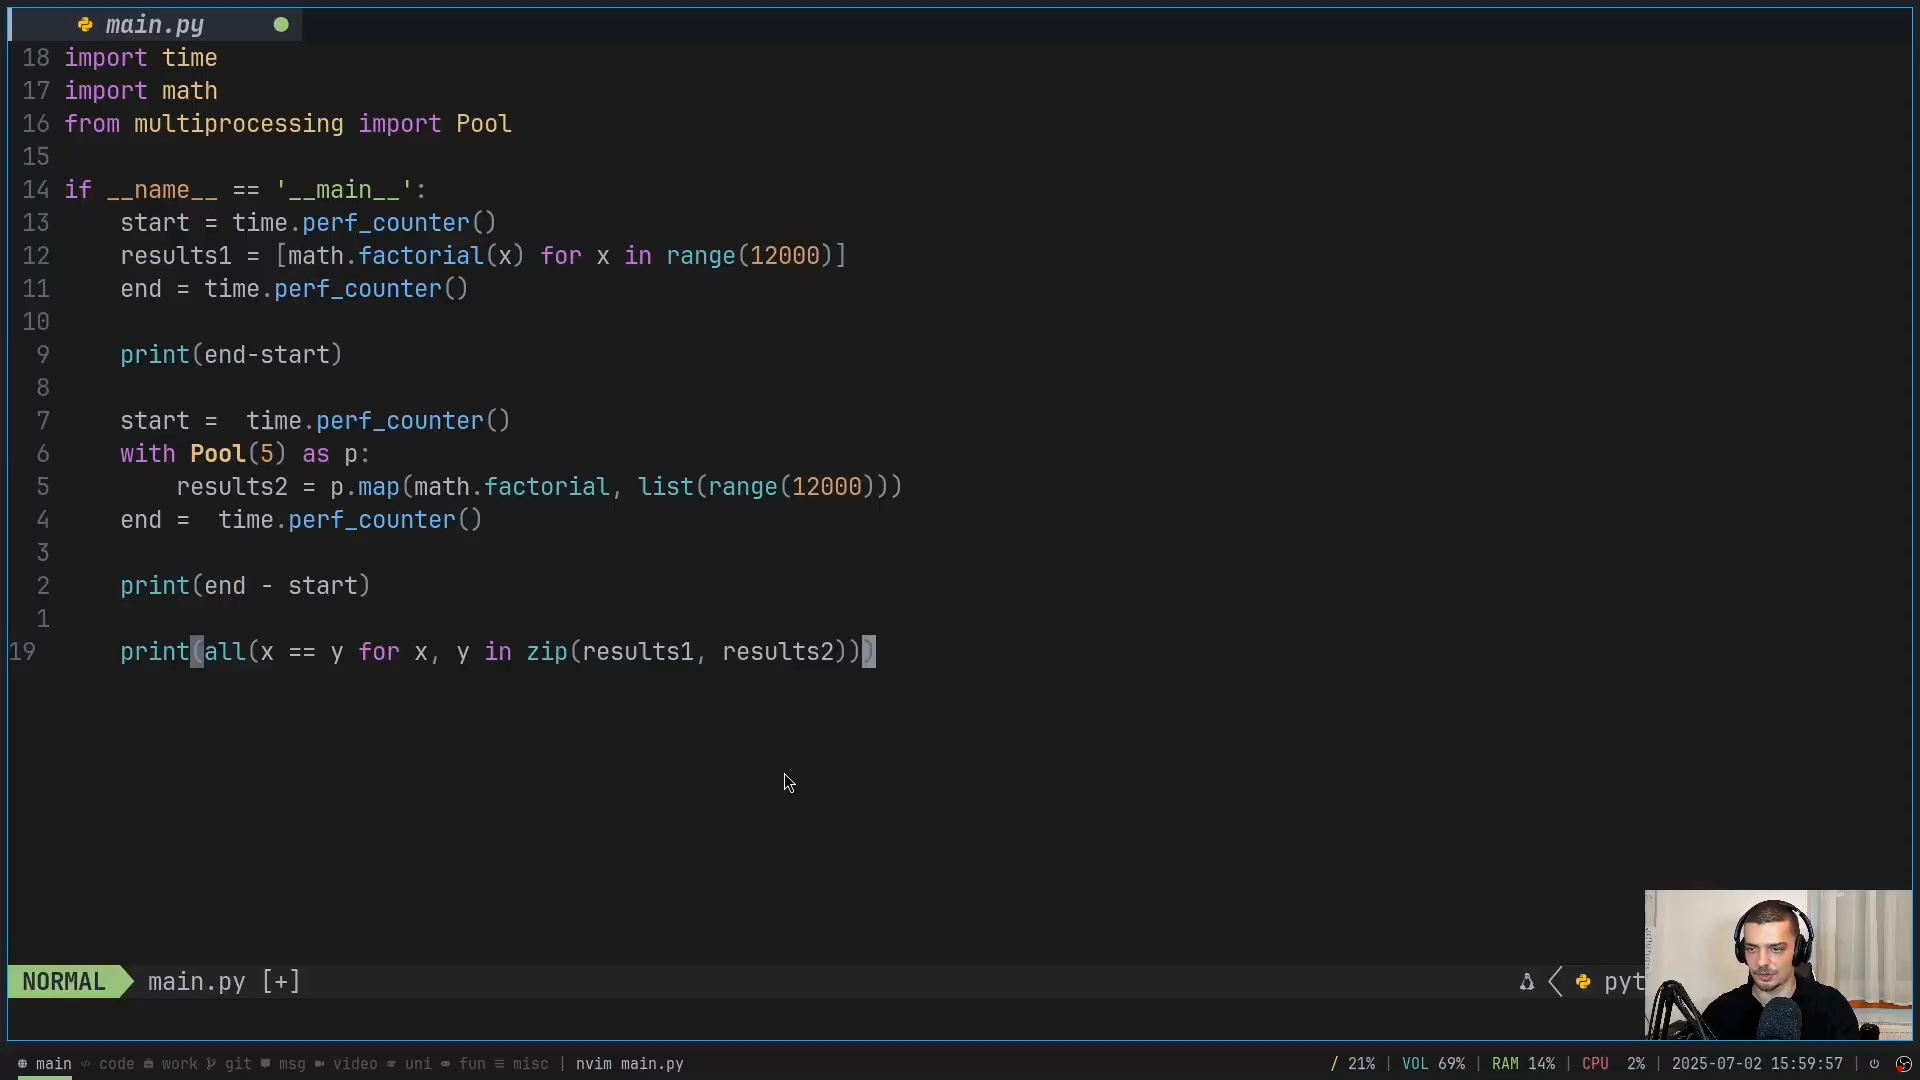 main.py
18 import time
17 import math
16 from multiprocessing import Pool
15
14 if __name__ == '__main__':
13     start = time.perf_counter()
12     results1 = [math.factorial(x) for x in range(12000)]
11     end = time.perf_counter()
10
9     print(end-start)
8
7     start =  time.perf_counter()
6     with Pool(5) as p:
5         results2 = p.map(math.factorial, list(range(12000)))
4     end =  time.perf_counter()
3
2     print(end - start)
1
19     print(all(x == y for x, y in zip(results1, results2)))
NORMAL main.py [+] pyt
main code work git msg video uni fun misc | nvim main.py / 21% | VOL 69% | RAM 14% | CPU 2% | 2025-07-02 15:59:57 |